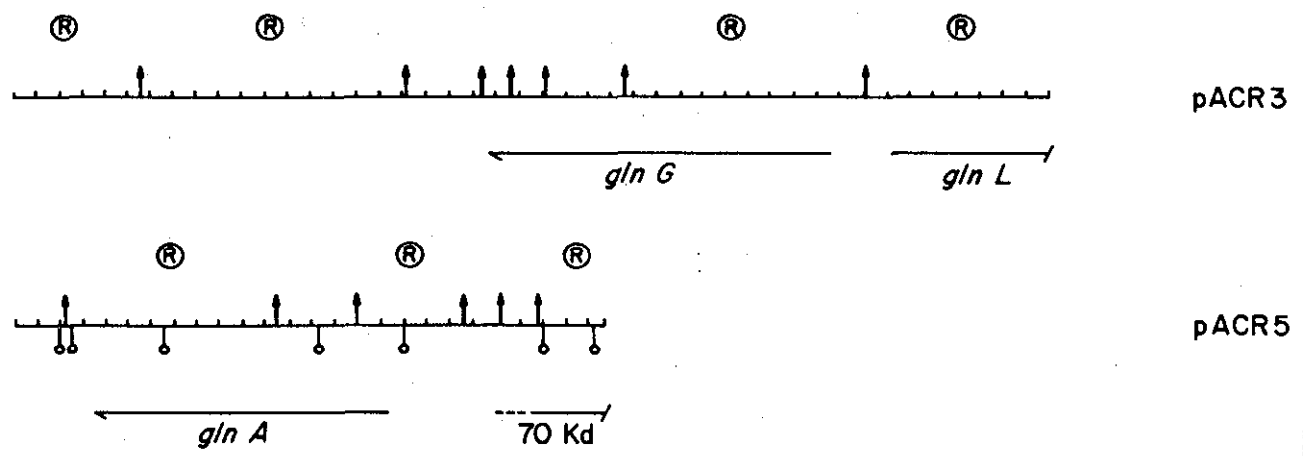 Ⓡ Ⓡ Ⓡ Ⓡ
pACR3
gln G gln L
Ⓡ Ⓡ Ⓡ
pACR5
gln A 70 Kd